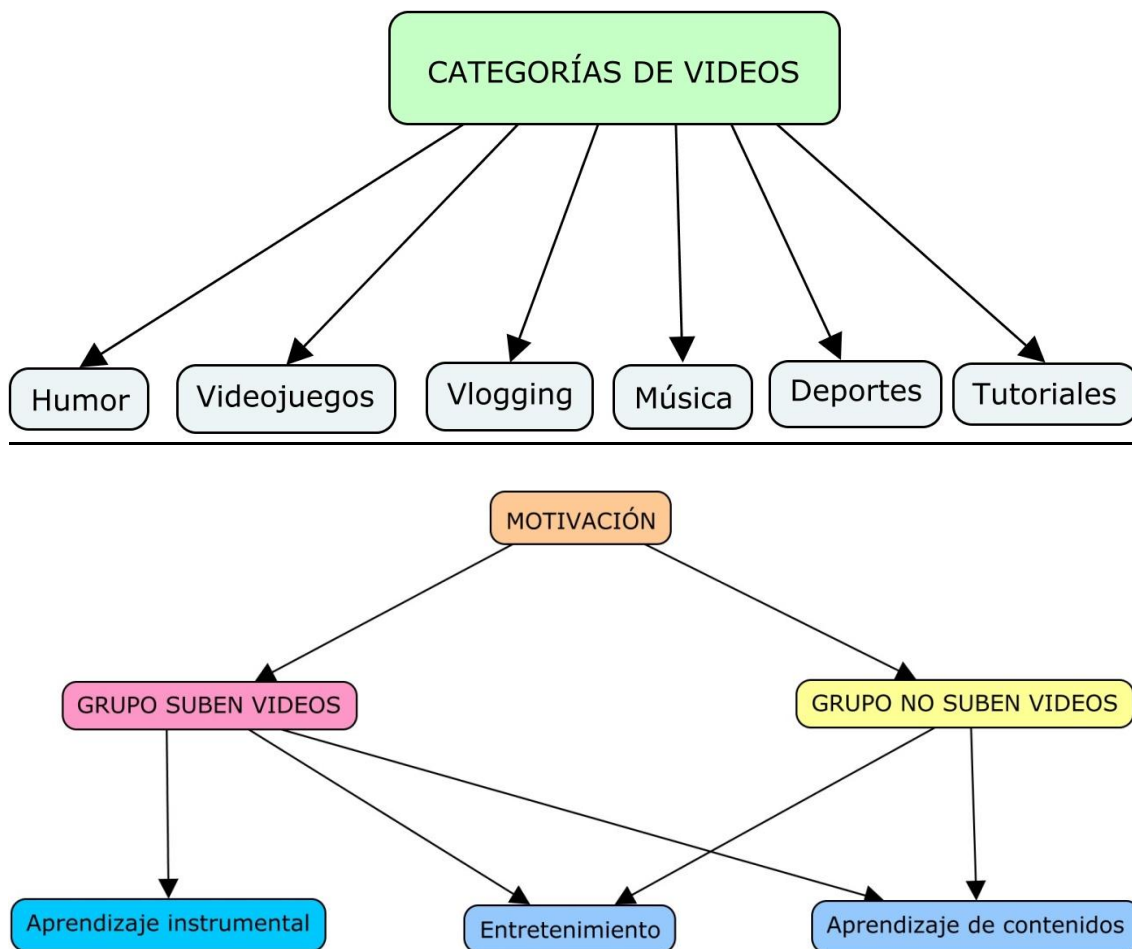 CATEGORÍAS DE VIDEOS
Humor
Videojuegos
Vlogging
Música
Deportes
Tutoriales
MOTIVACIÓN
GRUPO SUBEN VIDEOS
GRUPO NO SUBEN VIDEOS
Aprendizaje instrumental
Entretenimiento
Aprendizaje de contenidos